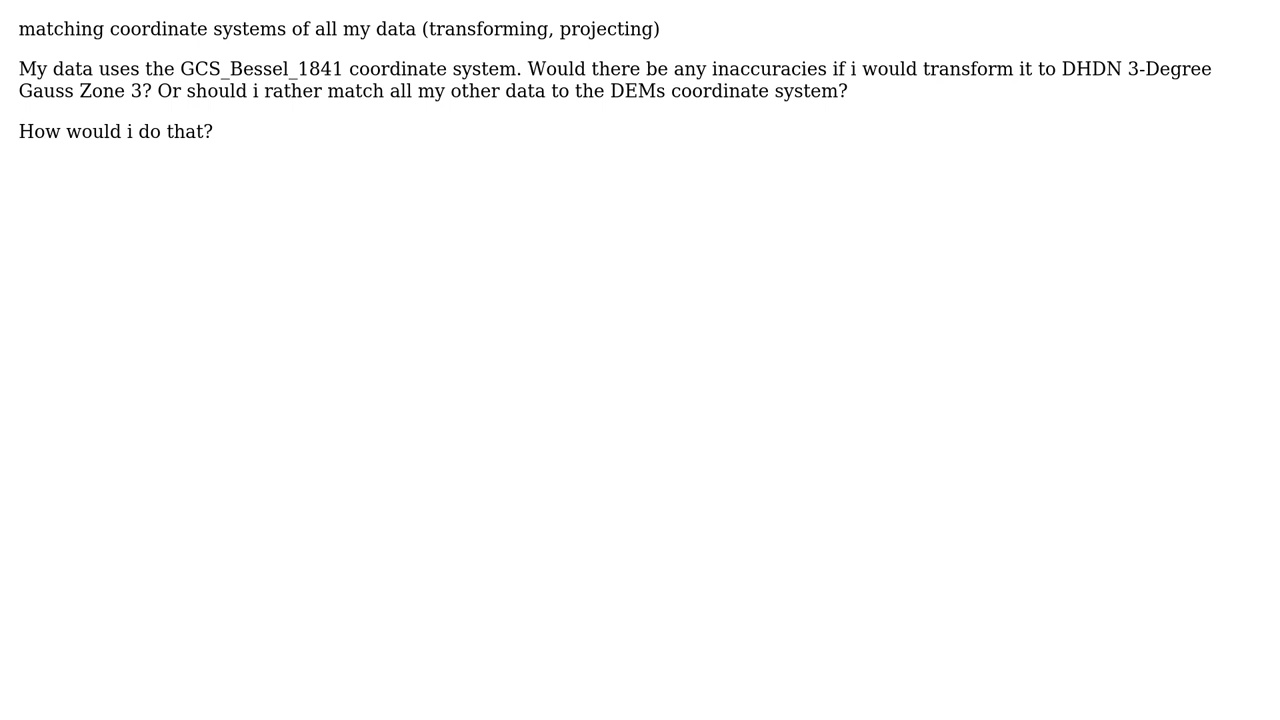 matching coordinate systems of all my data (transforming, projecting)
My data uses the GCS_Bessel_1841 coordinate system. Would there be any inaccuracies if i would transform it to DHDN 3-Degree
Gauss Zone 3? Or should i rather match all my other data to the DEMs coordinate system?
How would i do that?